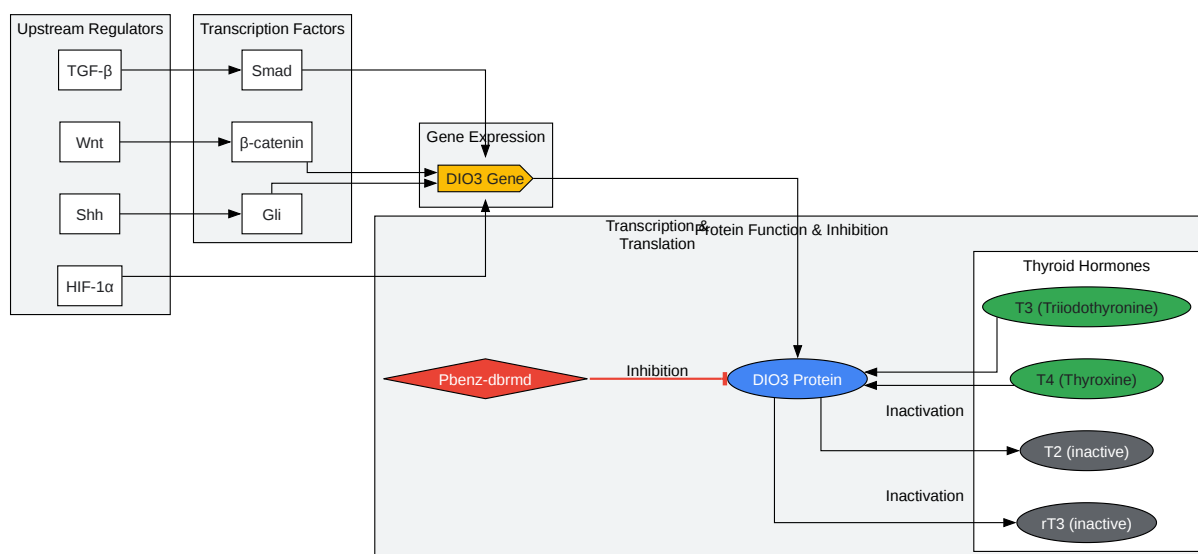 Upstream Regulators
TGF-β
Wnt
Shh
HIF-1α
Transcription Factors
Smad
β-catenin
Gli
Gene Expression
DIO3 Gene
Transcription &
Translation
Protein Function & Inhibition
Pbenz-dbrmd
Inhibition
DIO3 Protein
Inactivation
Inactivation
Thyroid Hormones
T3 (Triiodothyronine)
T4 (Thyroxine)
T2 (inactive)
rT3 (inactive)